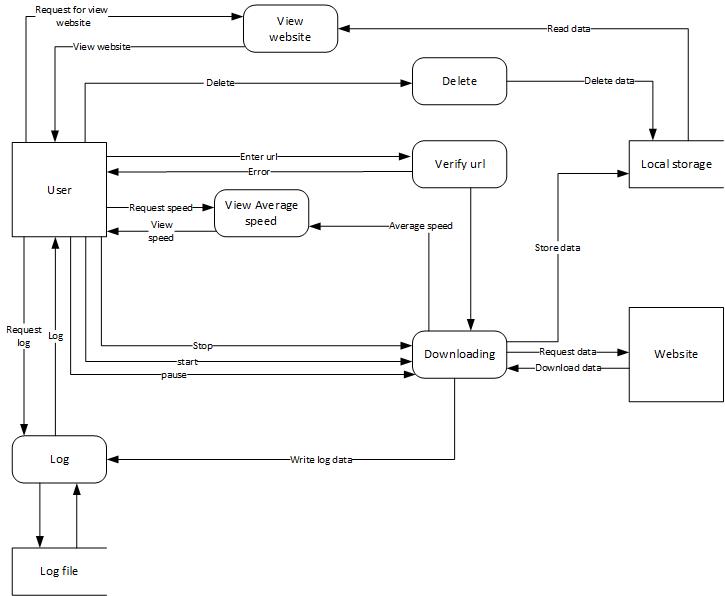 Request for view
website
View
website
Read data
View website
Delete
Delete
Delete data
Enter url
Verify url
Local storage
Error
User
Request speed
View Average
speed
View
speed
Average speed
Store data
Request
log
Log
Stop
start
pause
Downloading
Request data
Download data
Website
Log
Write log data
Log file